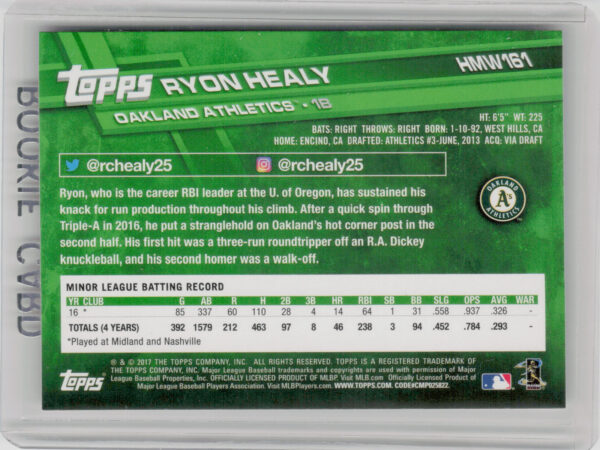 ROOKIE CARD
Topps RYON HEALY
HMW161
OAKLAND ATHLETICS • 1B
HT: 6'5" WT: 225
BATS: RIGHT THROWS: RIGHT BORN: 1-10-92, WEST HILLS, CA
HOME: ENCINO, CA DRAFTED: ATHLETICS #3-JUNE, 2013 ACQ: VIA DRAFT
@rchealy25 @rchealy25
Ryon, who is the career RBI leader at the U. of Oregon, has sustained his
knack for run production throughout his climb. After a quick spin through
Triple-A in 2016, he put a stranglehold on Oakland's hot corner post in the
second half. His first hit was a three-run roundtripper off an R.A. Dickey
knuckleball, and his second homer was a walk-off.
OAKLAND
A's
ATHLETICS
MINOR LEAGUE BATTING RECORD
YR CLUB G AB R H 2B 3B HR RBI SB BB SLG OPS AVG WAR
16 * 85 337 60 110 28 4 14 64 1 31 .558 .937 .326 -
TOTALS (4 YEARS) 392 1579 212 463 97 8 46 238 3 94 .452 .784 .293 -
*Played at Midland and Nashville
® & © 2017 THE TOPPS COMPANY, INC. ALL RIGHTS RESERVED. TOPPS IS A REGISTERED TRADEMARK OF
THE TOPPS COMPANY, INC. Major League Baseball trademarks and copyrights are used with permission of Major
League Baseball Properties, Inc. OFFICIALLY LICENSED PRODUCT OF MLBP. Visit MLB.com. Officially Licensed Product of
Major League Baseball Players Association. Visit MLBPlayers.com. WWW.TOPPS.COM. CODE#CMP025822
Topps